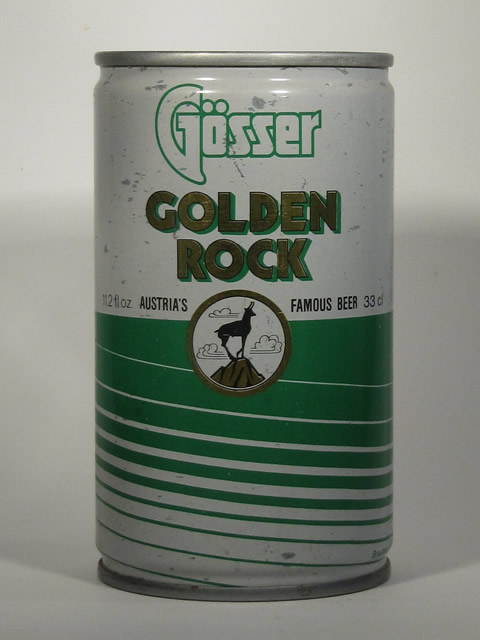 Gösser
GOLDEN
ROCK
11.2 fl oz. AUSTRIA'S FAMOUS BEER 33 cl